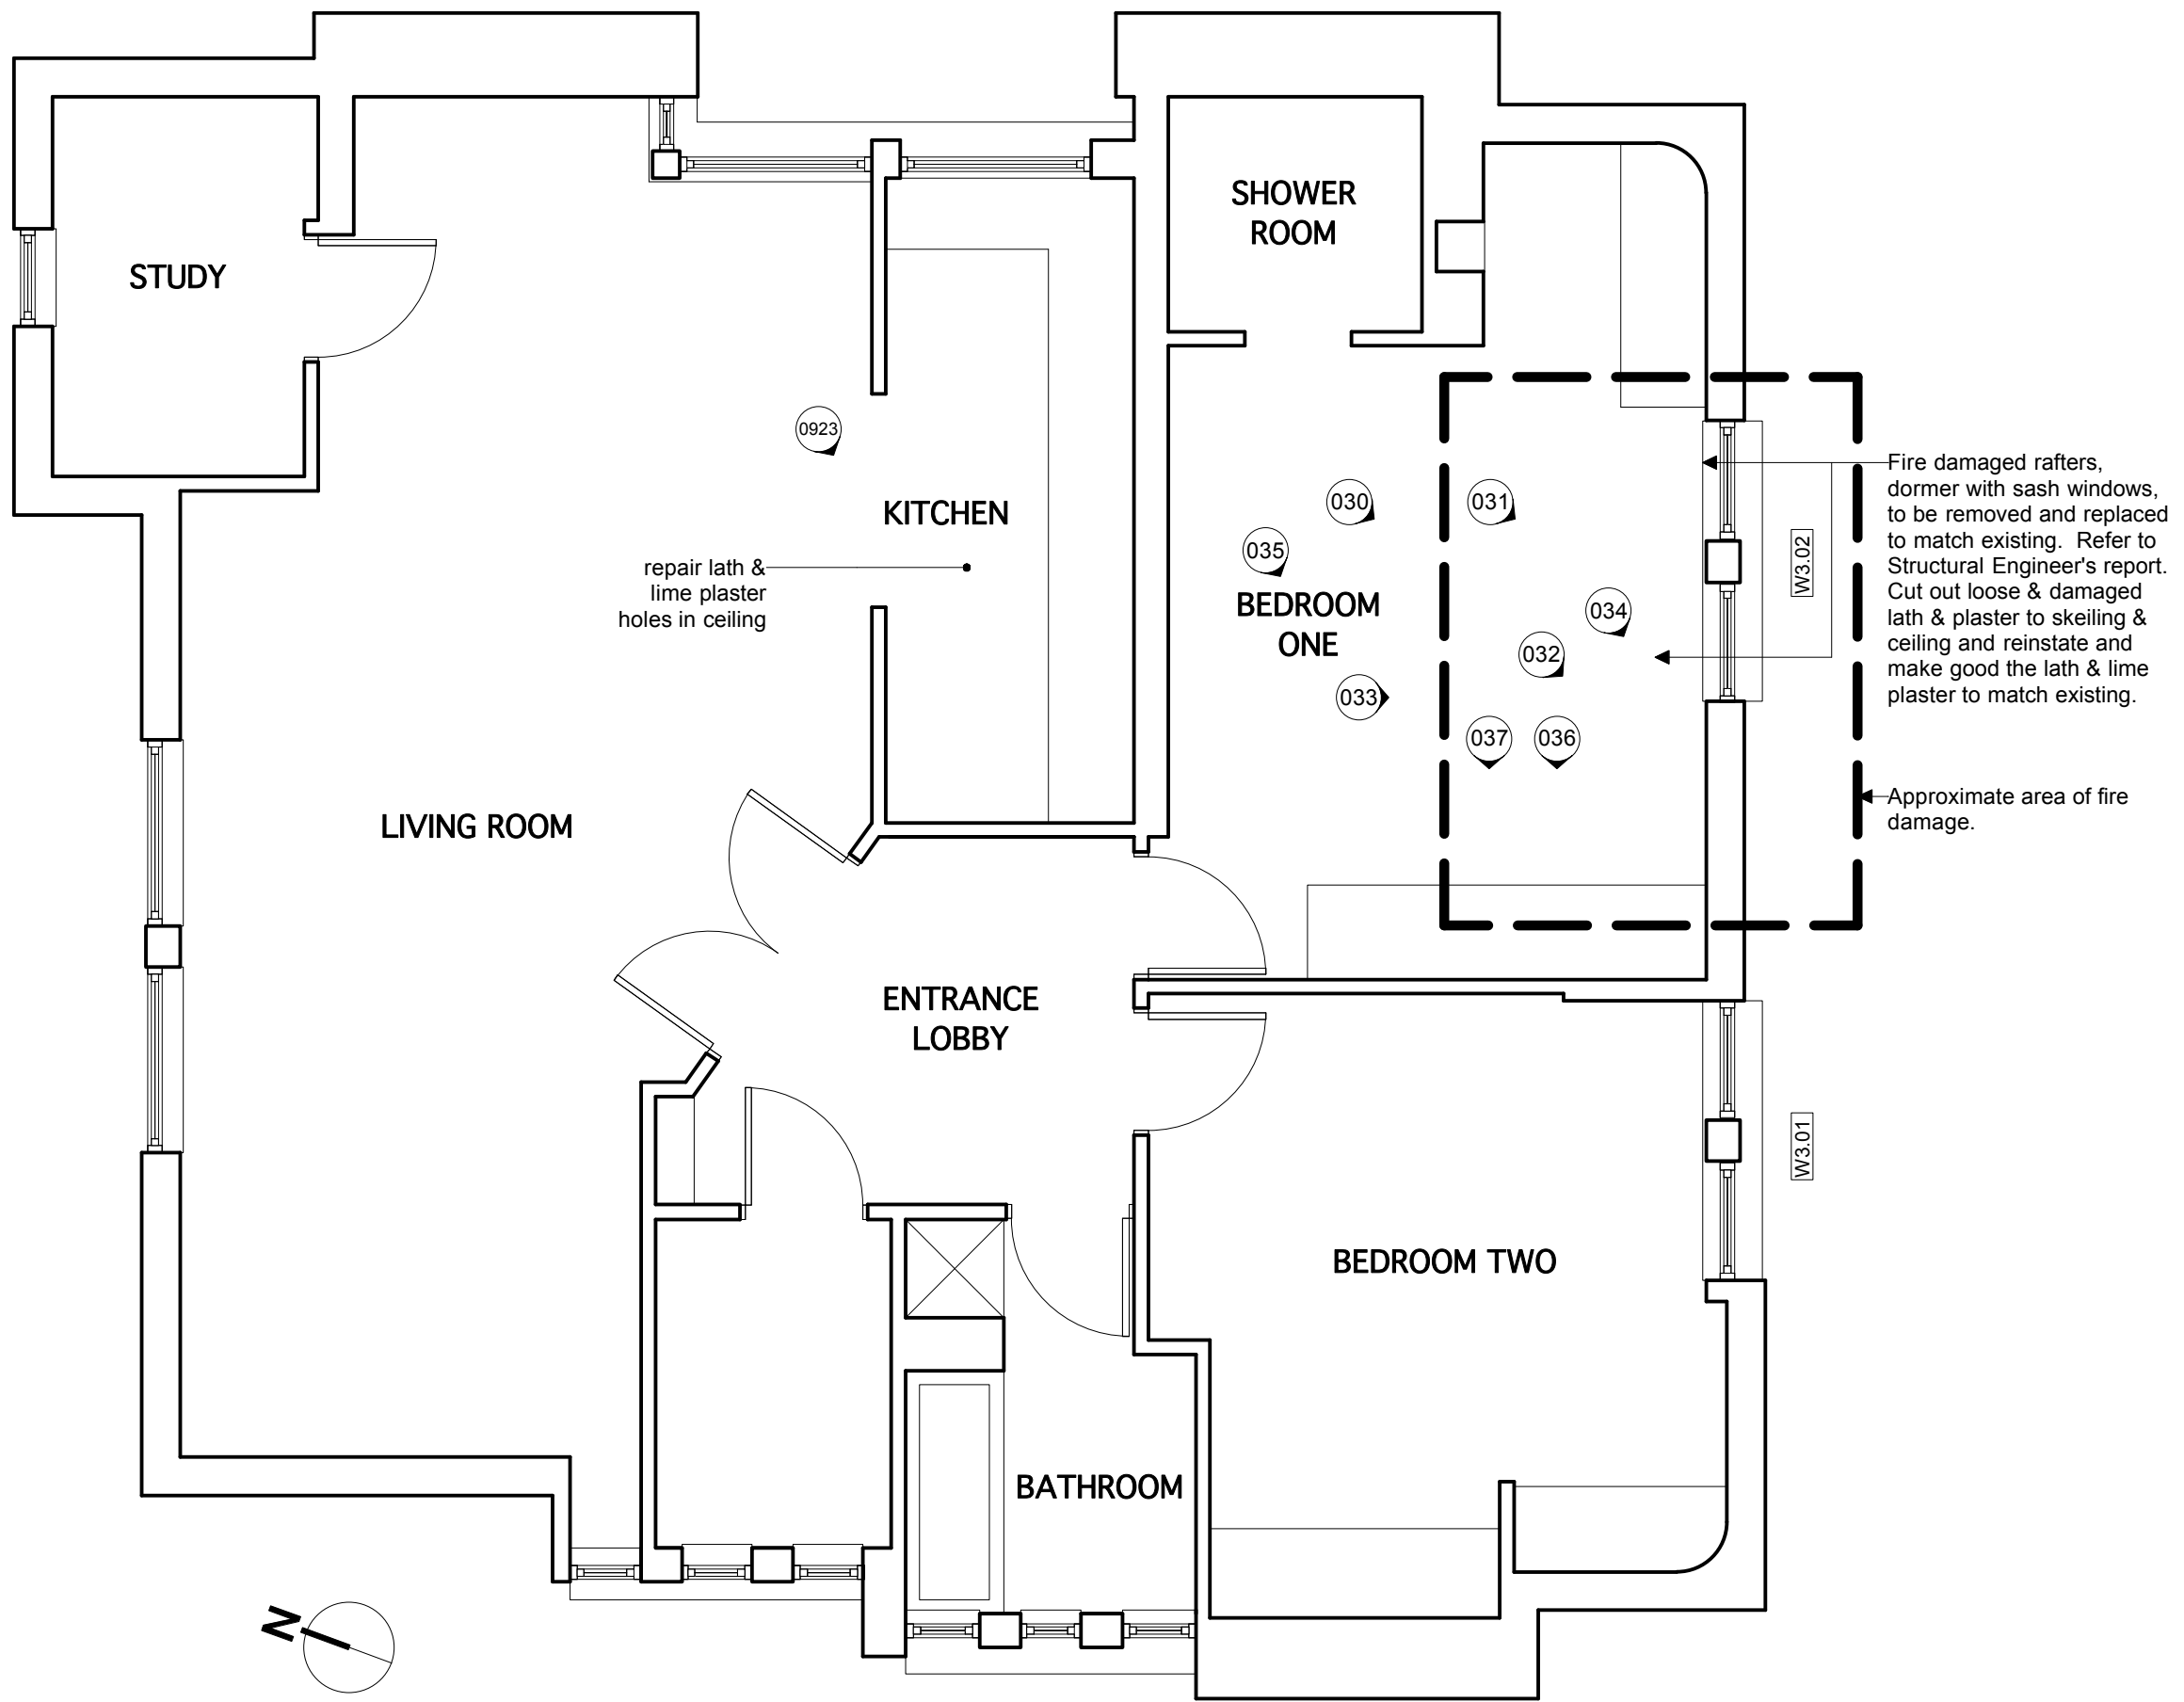 SHOWER
ROOM
STUDY
0923
KITCHEN
030
031
035
BEDROOM
ONE
034
032
033
037
036
repair lath &
lime plaster
holes in ceiling
W3.02
Fire damaged rafters,
dormer with sash windows,
to be removed and replaced
to match existing. Refer to
Structural Engineer's report.
Cut out loose & damaged
lath & plaster to skeiling &
ceiling and reinstate and
make good the lath & lime
plaster to match existing.
Approximate area of fire
damage.
LIVING ROOM
ENTRANCE
LOBBY
W3.01
BEDROOM TWO
BATHROOM
N